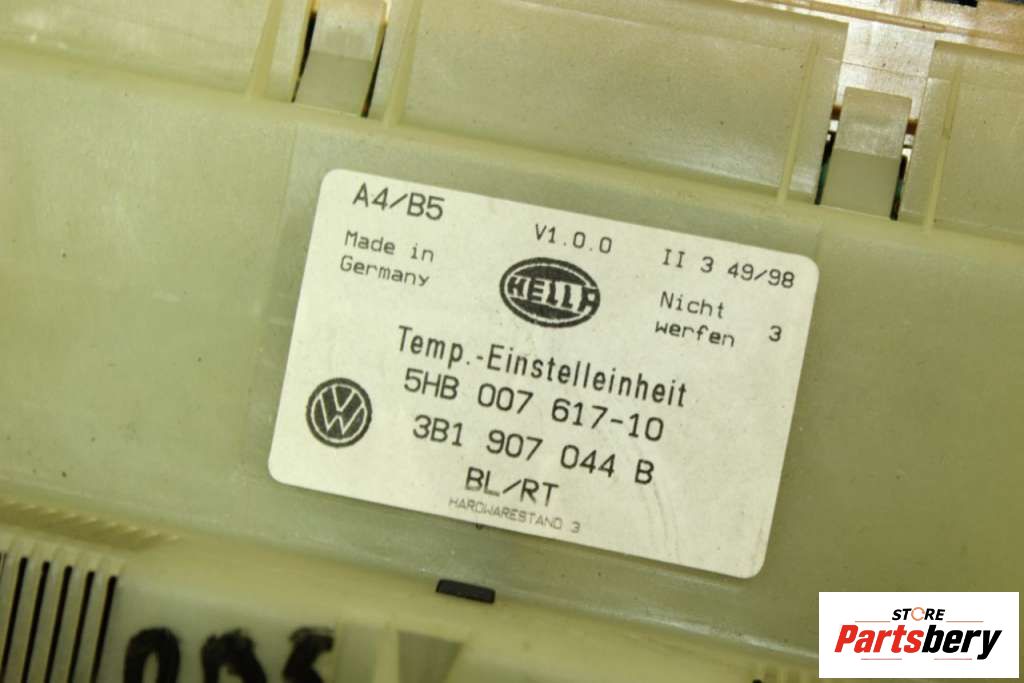 A4/B5
V1.0.0
II 3 49/98
Made in
Germany
HELLA
Nicht 3
werfen
Temp.-Einstelleinheit
5HB 007 617-10
VW
3B1 907 044 B
BL/RT
HARDWARESTAND 3
STORE
Partsbery